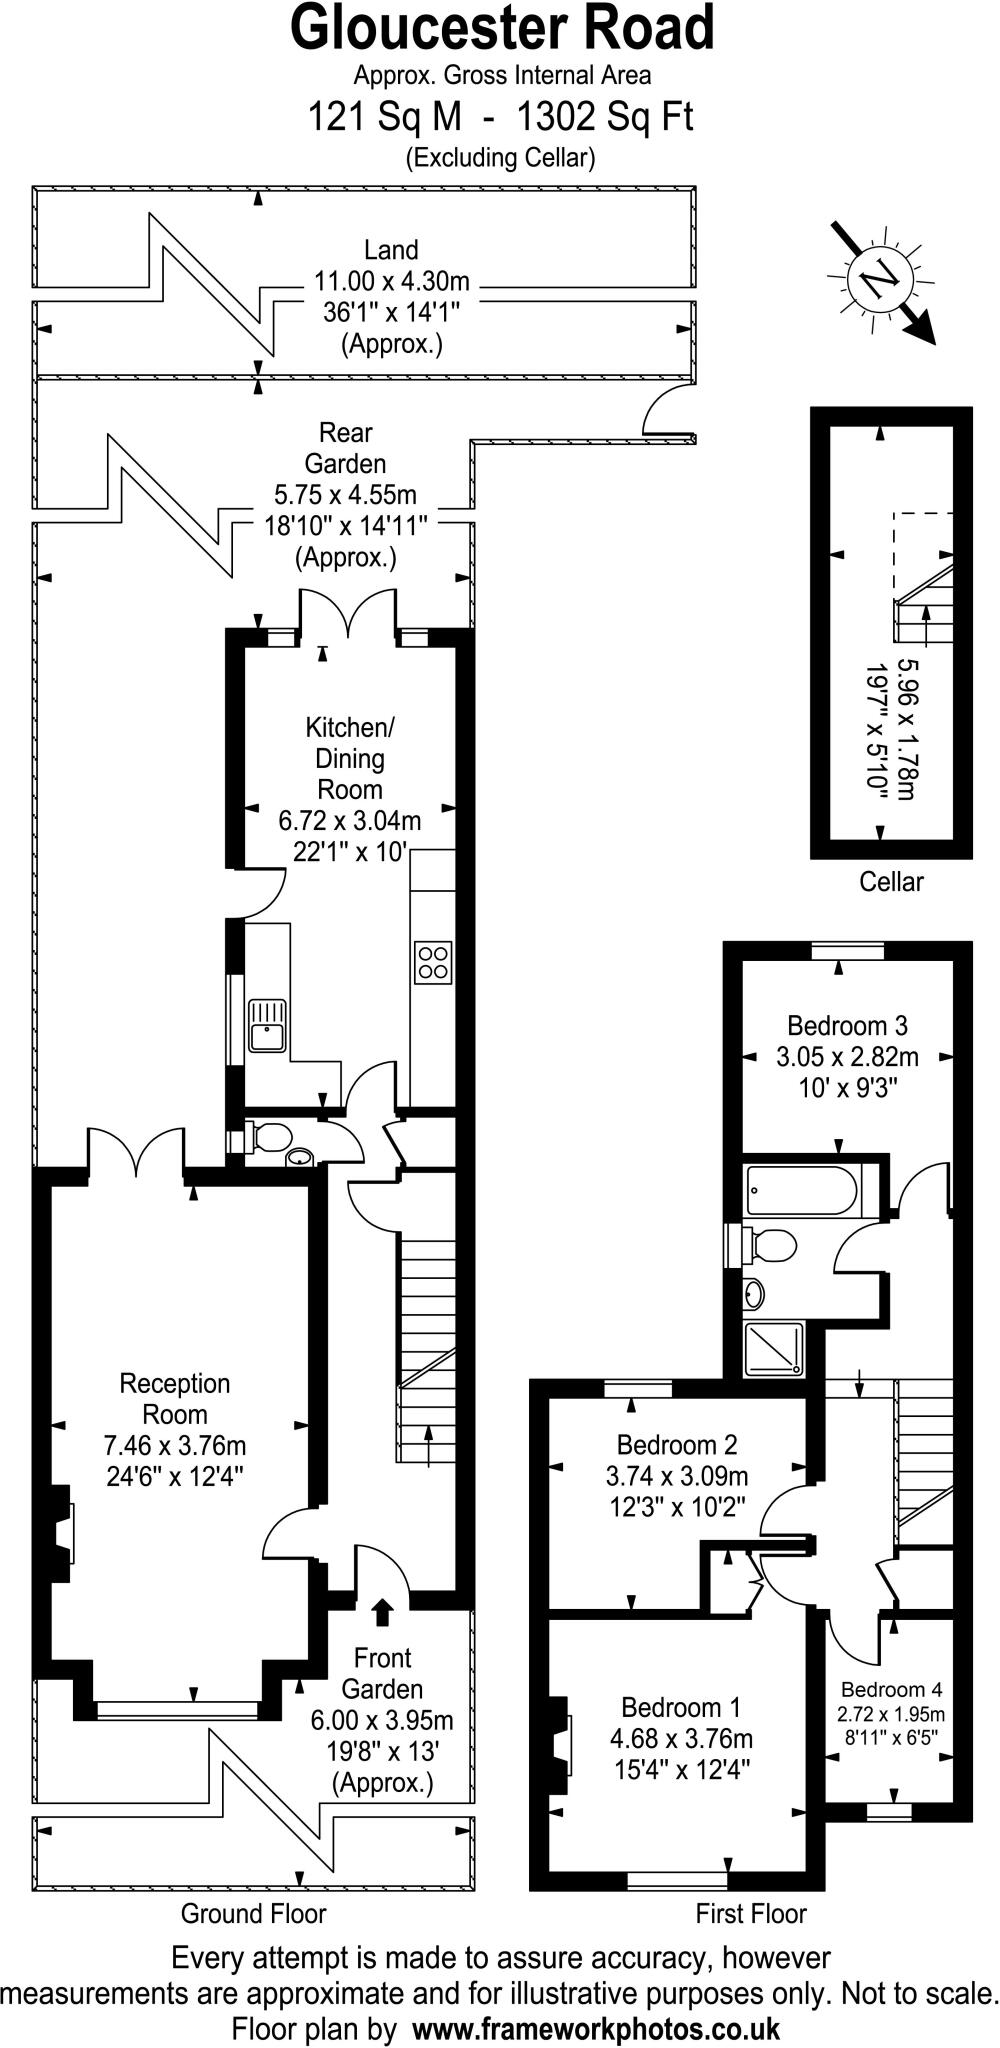 Gloucester Road
Approx. Gross Internal Area
121 Sq M - 1302 Sq Ft
(Excluding Cellar)
Land
11.00 x 4.30m
36'1" x 14'1"
(Approx.)
N
Rear
Garden
5.75 x 4.55m
18'10" x 14'11"
(Approx.)
Kitchen/
Dining
Room
6.72 x 3.04m
22'1" x 10'
5.96 x 1.78m
19'7" x 5'10"
Cellar
Bedroom 3
3.05 x 2.82m
10' x 9'3"
Reception
Room
7.46 x 3.76m
24'6" x 12'4"
Bedroom 2
3.74 x 3.09m
12'3" x 10'2"
Front
Garden
6.00 x 3.95m
19'8" x 13'
(Approx.)
Bedroom 1
4.68 x 3.76m
15'4" x 12'4"
Bedroom 4
2.72 x 1.95m
8'11" x 6'5"
Ground Floor
First Floor
Every attempt is made to assure accuracy, however
measurements are approximate and for illustrative purposes only. Not to scale.
Floor plan by www.frameworkphotos.co.uk